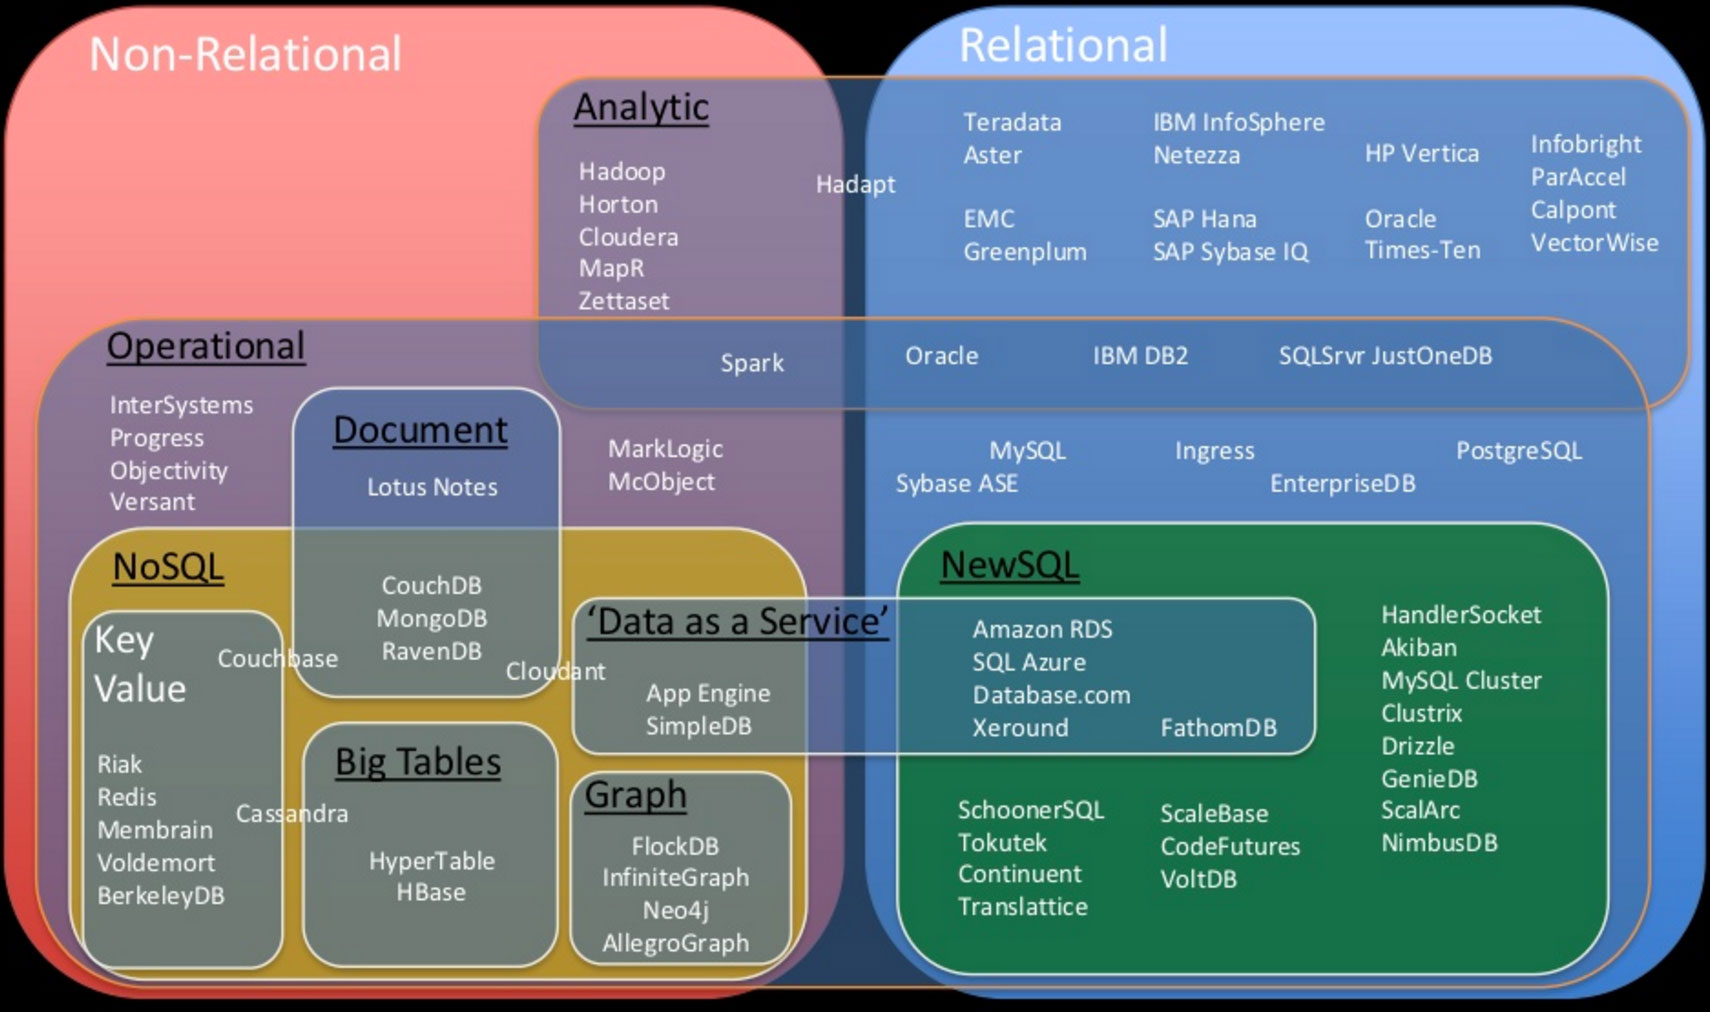 Non-Relational
Relational
Analytic
Hadoop
Horton
Cloudera
MapR
Zettaset
Hadapt
Teradata
Aster
EMC
Greenplum
IBM InfoSphere
Netezza
SAP Hana
SAP Sybase IQ
HP Vertica
Oracle
Times-Ten
Infobright
ParAccel
Calpont
VectorWise
Operational
Spark
Oracle
IBM DB2
SQLSrvr JustOneDB
InterSystems
Progress
Objectivity
Versant
Document
Lotus Notes
MarkLogic
McObject
MySQL
Ingress
PostgreSQL
Sybase ASE
EnterpriseDB
NoSQL
CouchDB
MongoDB
RavenDB
Key
Value
Couchbase
Cloudant
Riak
Redis
Membrain
Voldemort
BerkeleyDB
Cassandra
Big Tables
HyperTable
HBase
‘Data as a Service’
App Engine
SimpleDB
Graph
FlockDB
InfiniteGraph
Neo4j
AllegroGraph
NewSQL
Amazon RDS
SQL Azure
Database.com
Xeround
FathomDB
HandlerSocket
Akiban
MySQL Cluster
Clustrix
Drizzle
GenieDB
ScalArc
NimbusDB
SchoonerSQL
Tokutek
Continuent
Translattice
ScaleBase
CodeFutures
VoltDB